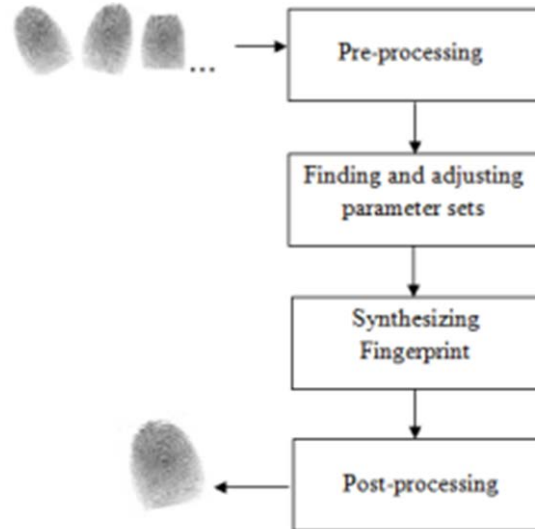 ...
Pre-processing
Finding and adjusting
parameter sets
Synthesizing
Fingerprint
Post-processing